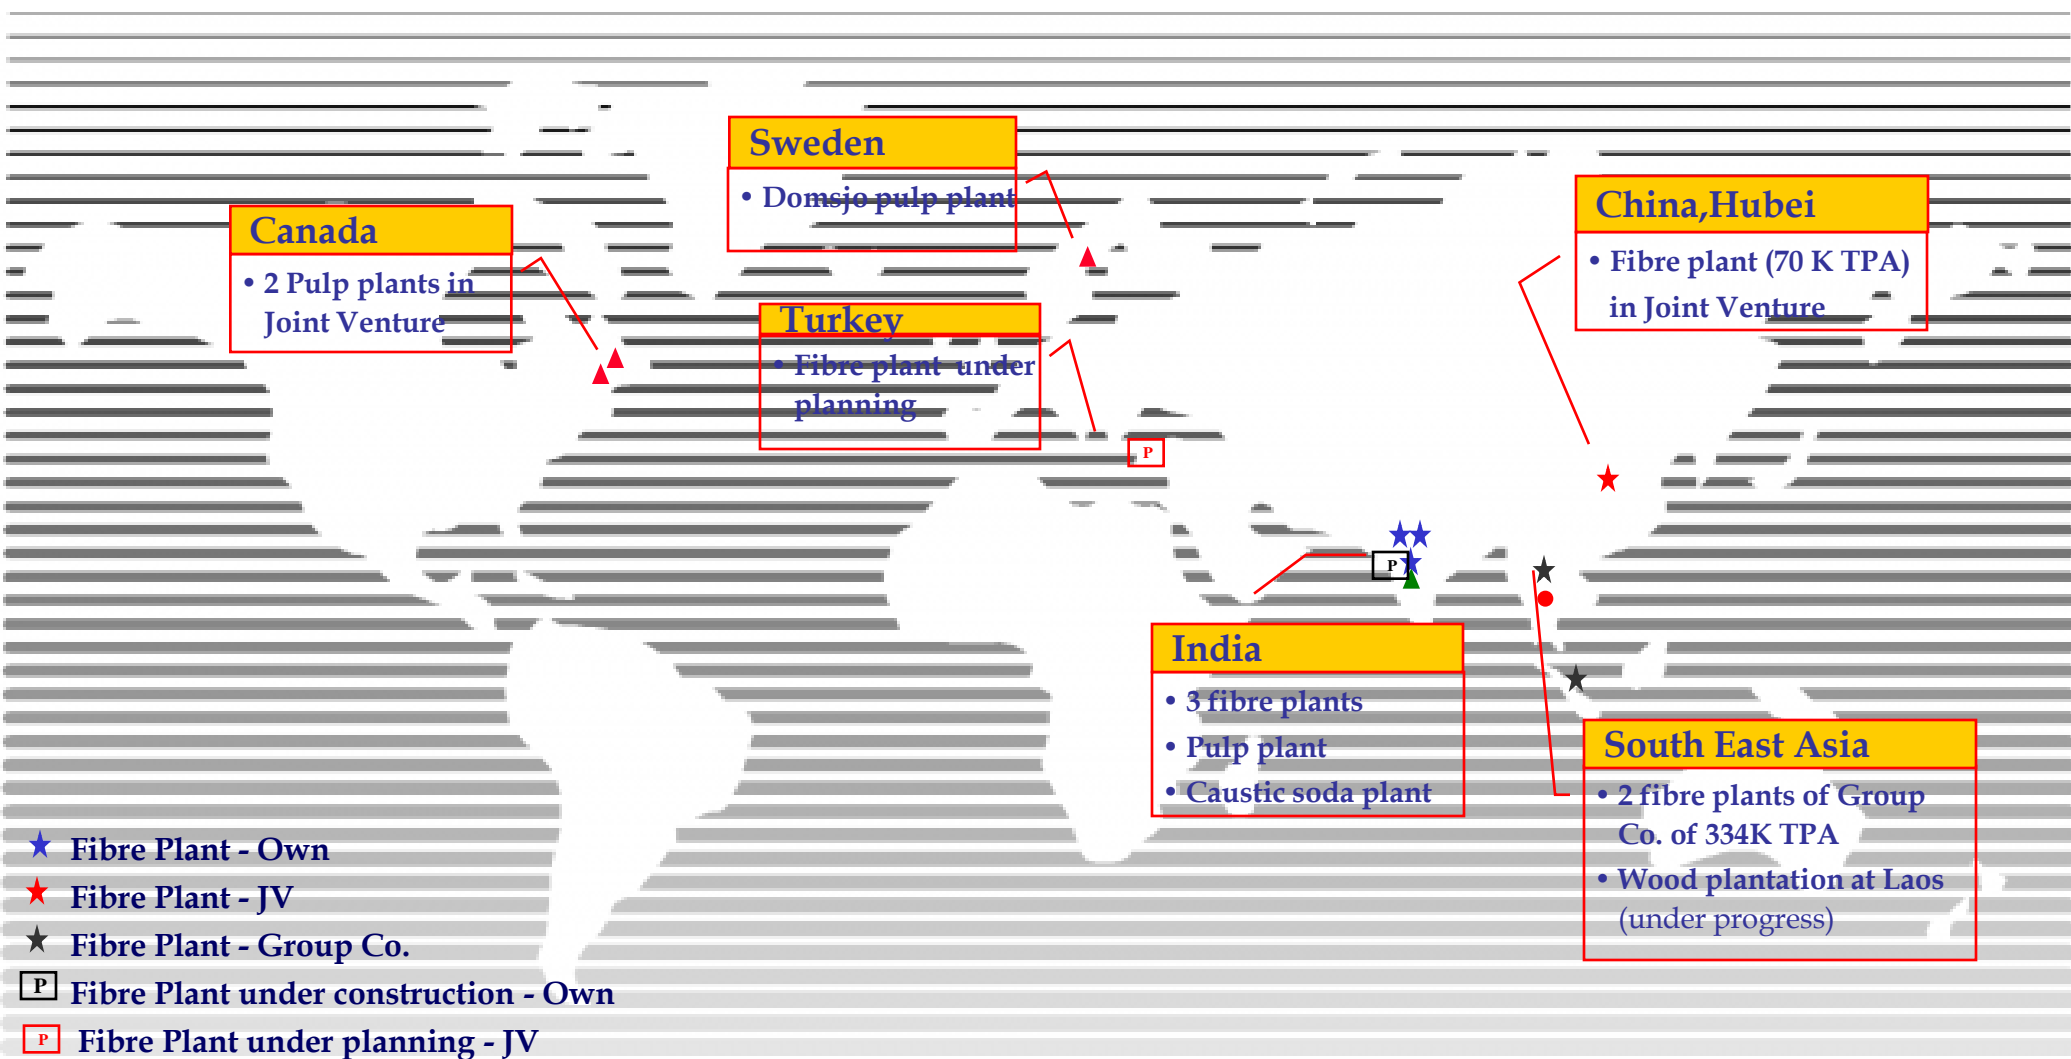 Sweden
• Domsjo pulp plant
China,Hubei
• Fibre plant (70 K TPA)
in Joint Venture
Canada
• 2 Pulp plants in
Joint Venture
Turkey
• Fibre plant under
planning
P
P
India
• 3 fibre plants
• Pulp plant
• Caustic soda plant
South East Asia
• 2 fibre plants of Group
Co. of 334K TPA
• Wood plantation at Laos
(under progress)
Fibre Plant - Own
Fibre Plant - JV
Fibre Plant - Group Co.
P Fibre Plant under construction - Own
P Fibre Plant under planning - JV